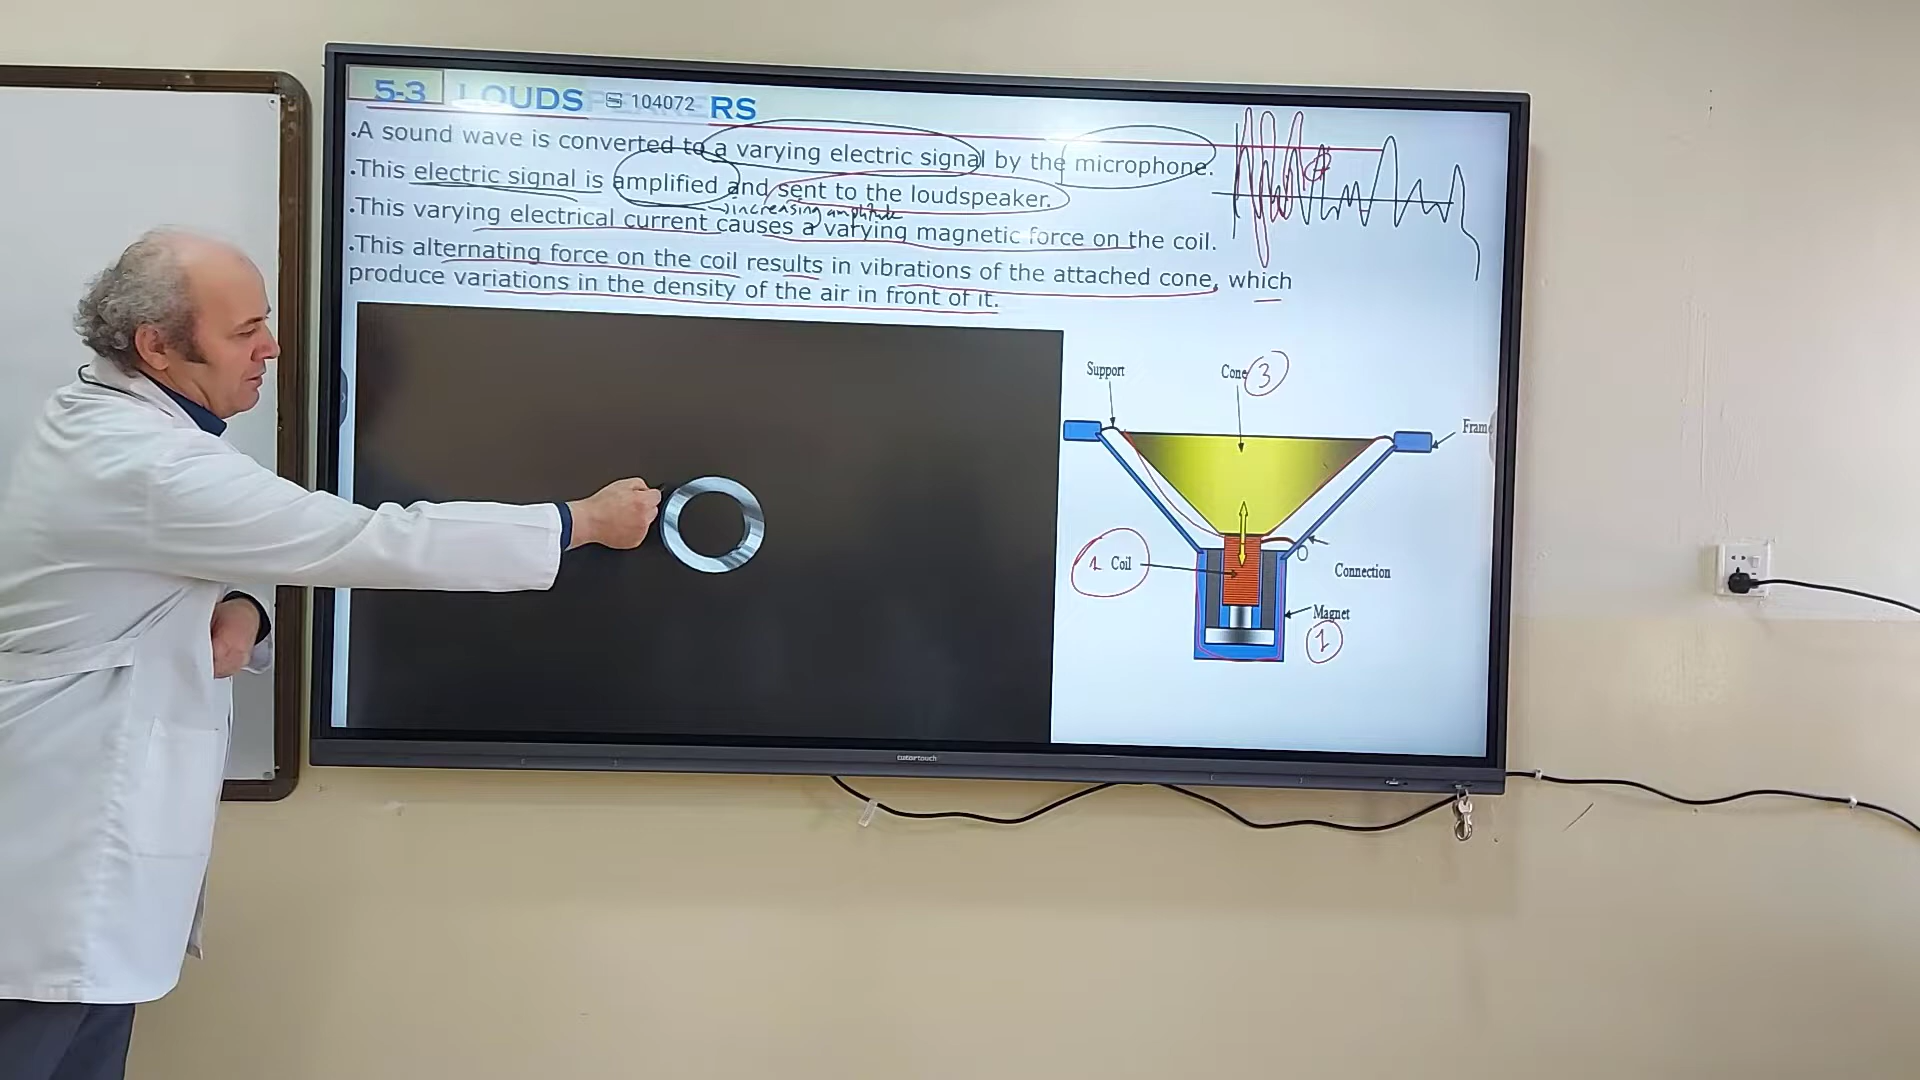 5-3 LOUDSPEAKERS
104072
.A sound wave is converted to a varying electric signal by the microphone.
.This electric signal is amplified and sent to the loudspeaker.
→increasing amplitude
.This varying electrical current causes a varying magnetic force on the coil.
.This alternating force on the coil results in vibrations of the attached cone, which
produce variations in the density of the air in front of it.
Support
Cone 3
Frame
1 Coil
Connection
Magnet
1
tutortouch